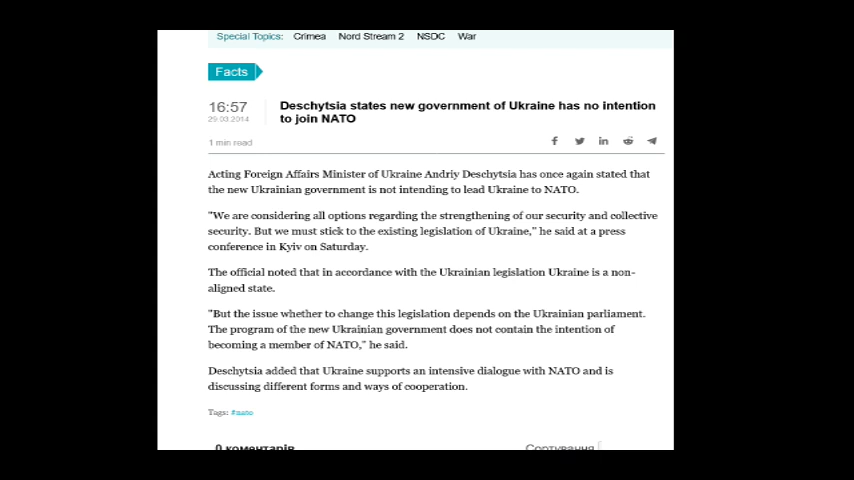 Special Topics: Crimea Nord Stream 2 NSDC War
Facts
16:57
29.03.2014
Deschytsia states new government of Ukraine has no intention
to join NATO
1 min read
Acting Foreign Affairs Minister of Ukraine Andriy Deschytsia has once again stated that
the new Ukrainian government is not intending to lead Ukraine to NATO.
"We are considering all options regarding the strengthening of our security and collective
security. But we must stick to the existing legislation of Ukraine," he said at a press
conference in Kyiv on Saturday.
The official noted that in accordance with the Ukrainian legislation Ukraine is a non-
aligned state.
"But the issue whether to change this legislation depends on the Ukrainian parliament.
The program of the new Ukrainian government does not contain the intention of
becoming a member of NATO," he said.
Deschytsia added that Ukraine supports an intensive dialogue with NATO and is
discussing different forms and ways of cooperation.
Tags: #nato
0 коментарів Сортування